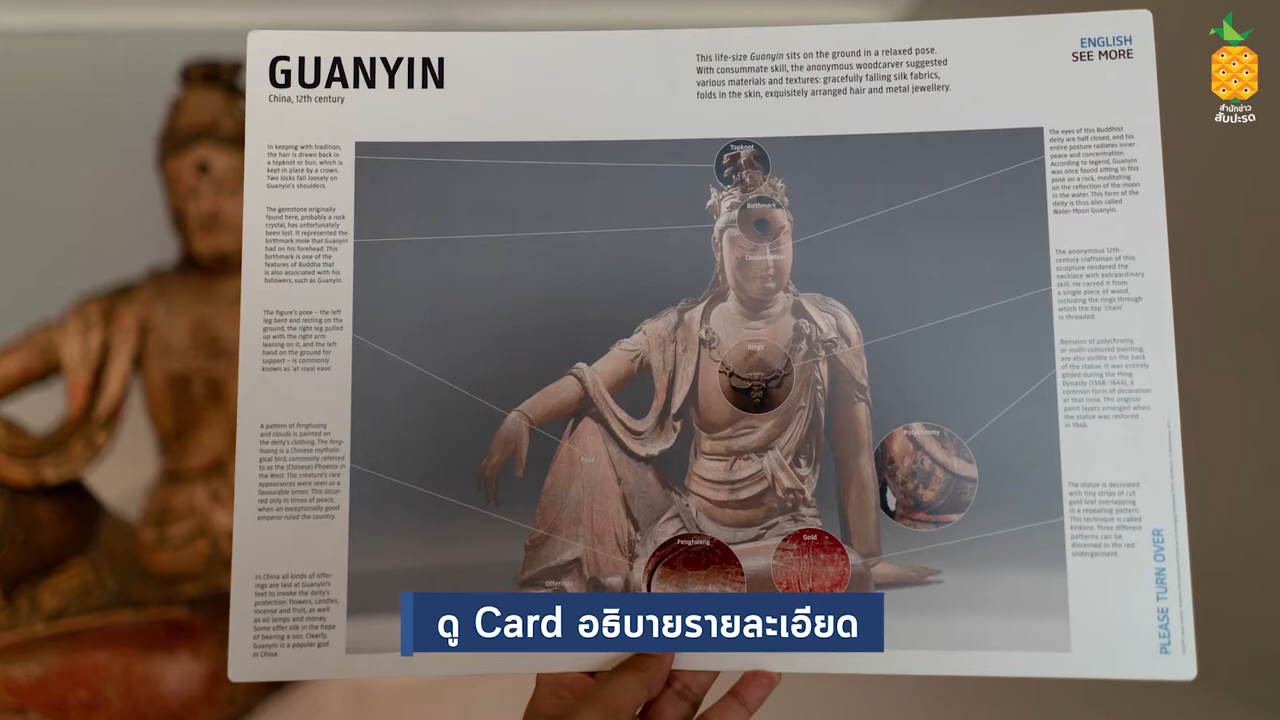 GUANYIN
China, 12th century
This life-size Guanyin sits on the ground in a relaxed pose.
With consummate skill, the anonymous woodcarver suggested
various materials and textures: gracefully falling silk fabrics,
folds in the skin, exquisitely arranged hair and metal jewellery.
ENGLISH
SEE MORE
สำนักข่าว
สับปะรด
In keeping with tradition,
the hair is drawn back in
a topknot or bun, which is
kept in place by a crown.
Two locks fall loosely on
Guanyin's shoulders.
The gemstone originally
found here, probably a rock
crystal, has unfortunately
been lost. It represented the
birthmark mole that Guanyin
had on his forehead. This
birthmark is one of the
features of Buddha that
is also associated with his
followers, such as Guanyin.
The figure's pose – the left
leg bent and resting on the
ground, the right leg pulled
up with the right arm
leaning on it, and the left
hand on the ground for
support – is commonly
known as 'at royal ease'.
A pattern of fenghuang
and clouds is painted on
the deity's clothing. The feng-
huang is a Chinese mytholo-
gical bird, commonly referred
to as the (Chinese) Phoenix in
the West. The creature's rare
appearances were seen as a
favourable omen. This occur-
red only in times of peace,
when an exceptionally good
emperor ruled the country.
In China all kinds of offer-
ings are laid at Guanyin's
feet to invoke the deity's
protection: flowers, candles,
incense and fruit, as well
as oil lamps and money.
Some offer silk in the hope
of bearing a son. Clearly,
Guanyin is a popular god
in China.
Topknot
Birthmark
Concentration
Rings
Pose
Polychromy
Fenghuang
Gold
Offerings
The eyes of this Buddhist
deity are half closed, and his
entire posture radiates inner
peace and concentration.
According to legend, Guanyin
was once found sitting in this
pose on a rock, meditating
on the reflection of the moon
in the water. This form of the
deity is thus also called
Water-Moon Guanyin.
The anonymous 12th-
century craftsman of this
sculpture rendered the
necklace with extraordinary
skill. He carved it from
a single piece of wood,
including the rings through
which the top 'chain'
is threaded.
Remains of polychromy,
or multi-coloured painting,
are also visible on the back
of the statue. It was entirely
gilded during the Ming
Dynasty (1368-1644), a
common form of decoration
at that time. The original
paint layers emerged when
the statue was restored
in 1946.
The statue is decorated
with tiny strips of cut
gold leaf overlapping
in a repeating pattern.
This technique is called
kirikane. Three different
patterns can be
discerned in the red
undergarment.
PLEASE TURN OVER
ดู Card อธิบายรายละเอียด